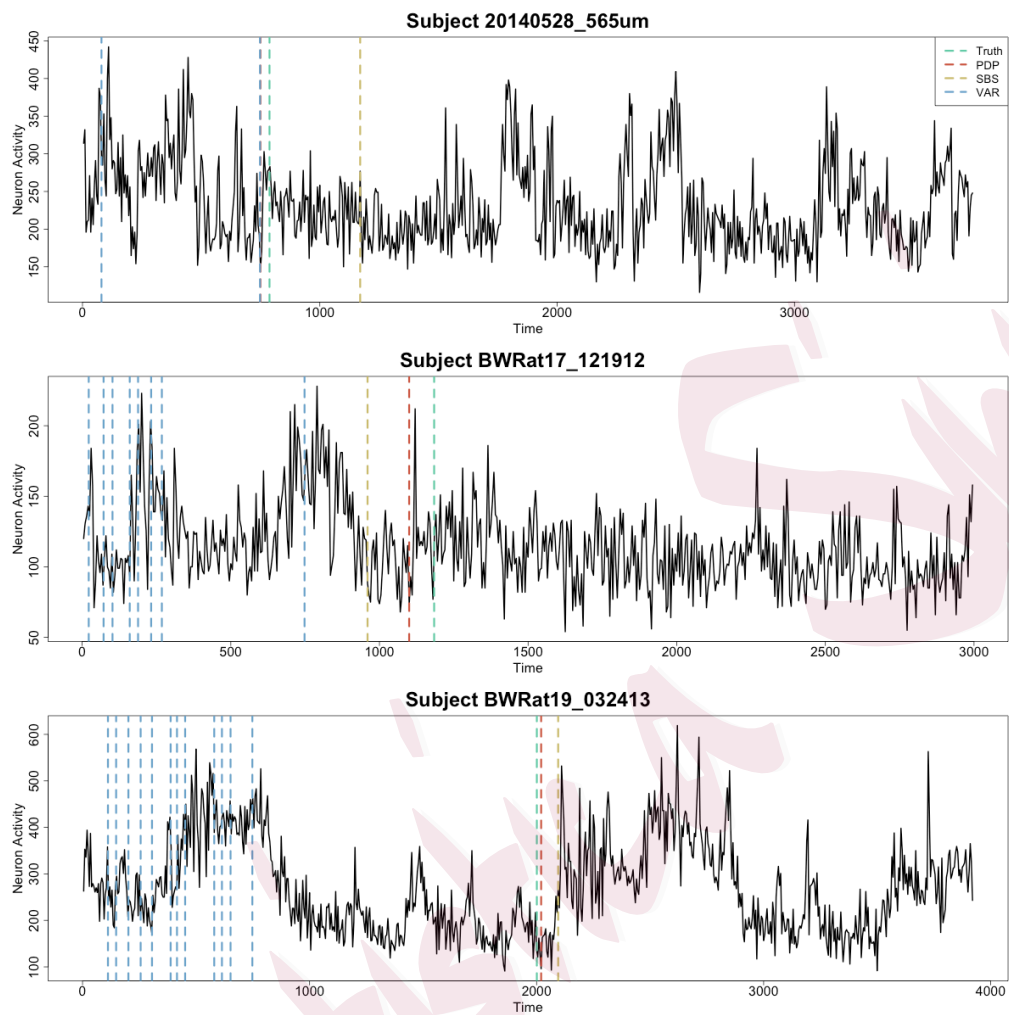 Subject 20140528_565um
Neuron Activity
450
400
350
300
250
200
150
Truth
PDP
SBS
VAR
0 1000 2000 3000
Time
Subject BWRat17_121912
Neuron Activity
200
150
100
50
0 500 1000 1500 2000 2500 3000
Time
Subject BWRat19_032413
Neuron Activity
600
500
400
300
200
100
0 1000 2000 3000 4000
Time